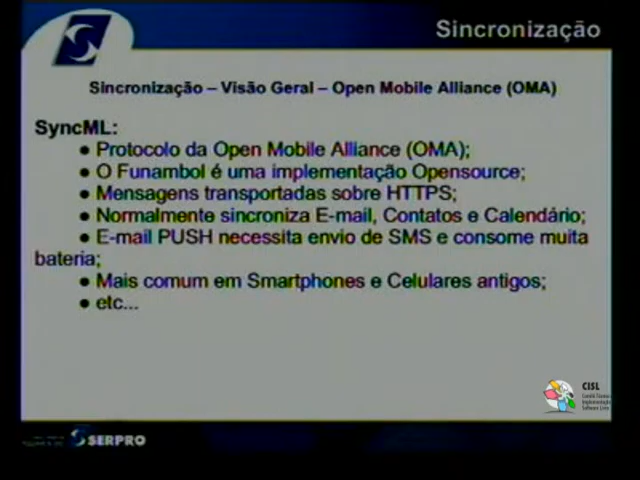 Sincronização
Sincronização – Visão Geral – Open Mobile Alliance (OMA)
SyncML:
● Protocolo da Open Mobile Alliance (OMA);
● O Funambol é uma implementação Opensource;
● Mensagens transportadas sobre HTTPS;
● Normalmente sincroniza E-mail, Contatos e Calendário;
● E-mail PUSH necessita envio de SMS e consome muita
bateria;
● Mais comum em Smartphones e Celulares antigos;
● etc...
CISL
SERPRO